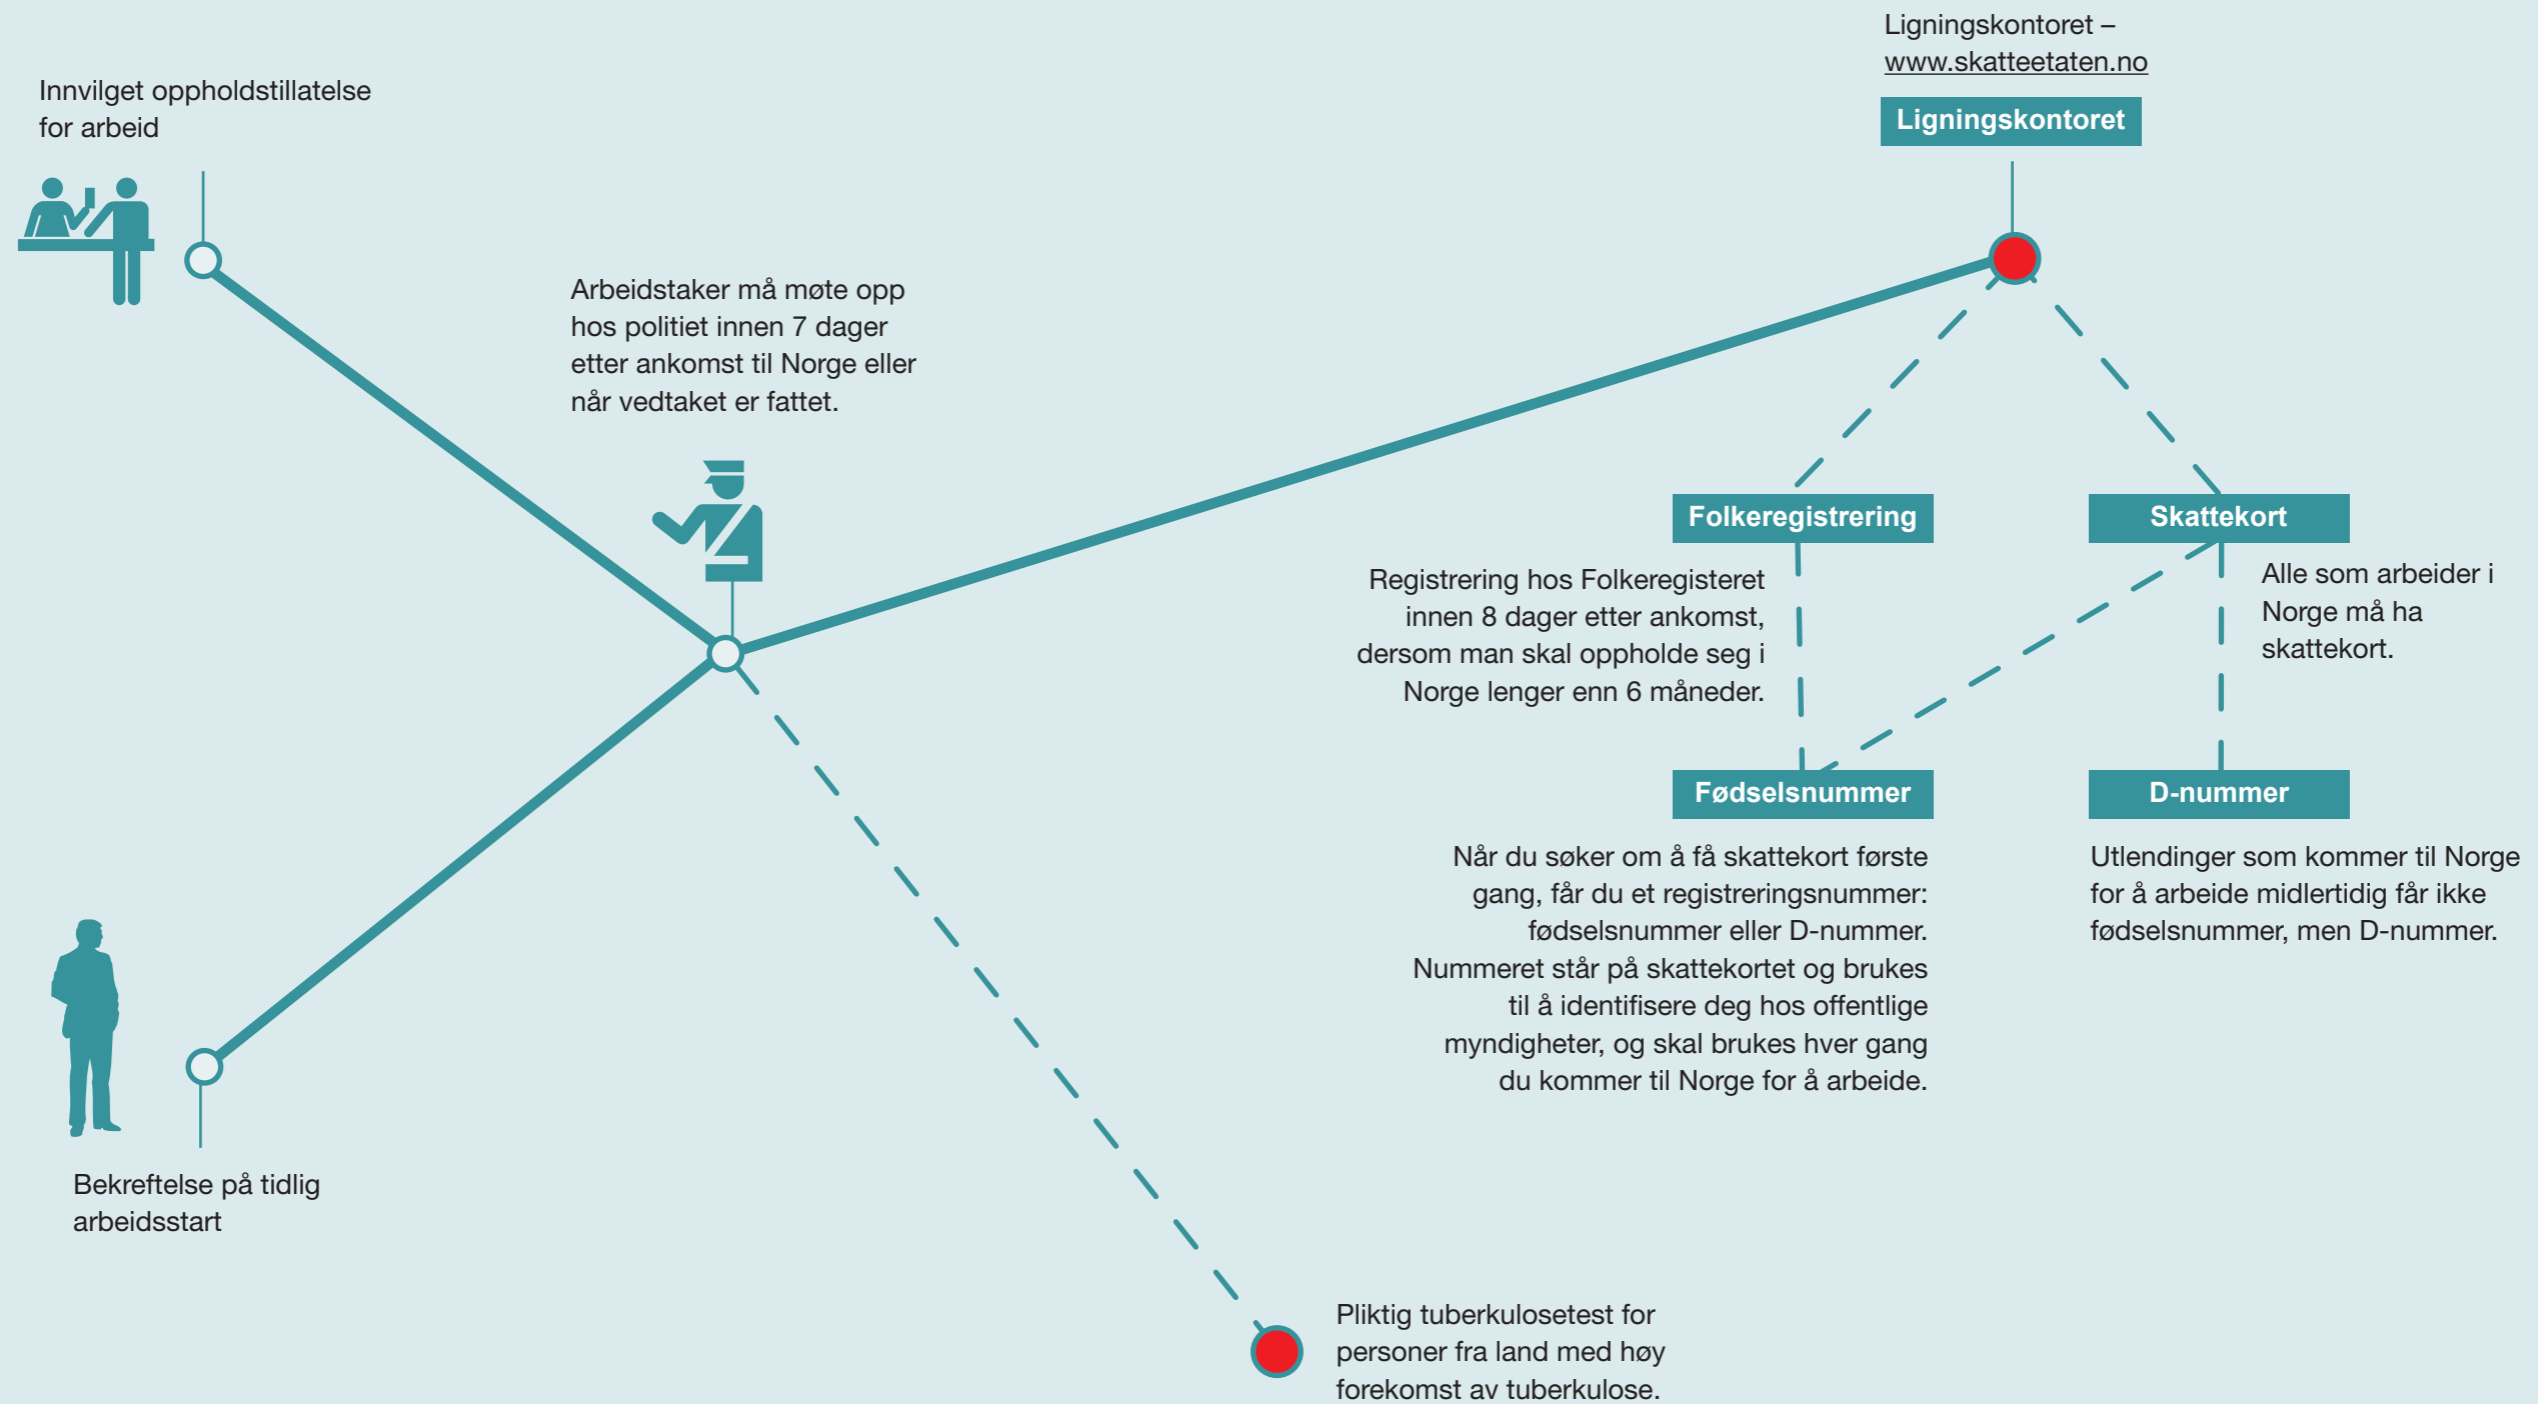 Innvilget oppholdstillatelse
for arbeid
Arbeidstaker må møte opp
hos politiet innen 7 dager
etter ankomst til Norge eller
når vedtaket er fattet.
Bekreftelse på tidlig
arbeidsstart
Pliktig tuberkulosetest for
personer fra land med høy
forekomst av tuberkulose.
Ligningskontoret –
www.skatteetaten.no
Ligningskontoret
Folkeregistrering
Registrering hos Folkeregisteret
innen 8 dager etter ankomst,
dersom man skal oppholde seg i
Norge lenger enn 6 måneder.
Skattekort
Alle som arbeider i
Norge må ha
skattekort.
Fødselsnummer
Når du søker om å få skattekort første
gang, får du et registreringsnummer:
fødselsnummer eller D-nummer.
Nummeret står på skattekortet og brukes
til å identifisere deg hos offentlige
myndigheter, og skal brukes hver gang
du kommer til Norge for å arbeide.
D-nummer
Utlendinger som kommer til Norge
for å arbeide midlertidig får ikke
fødselsnummer, men D-nummer.